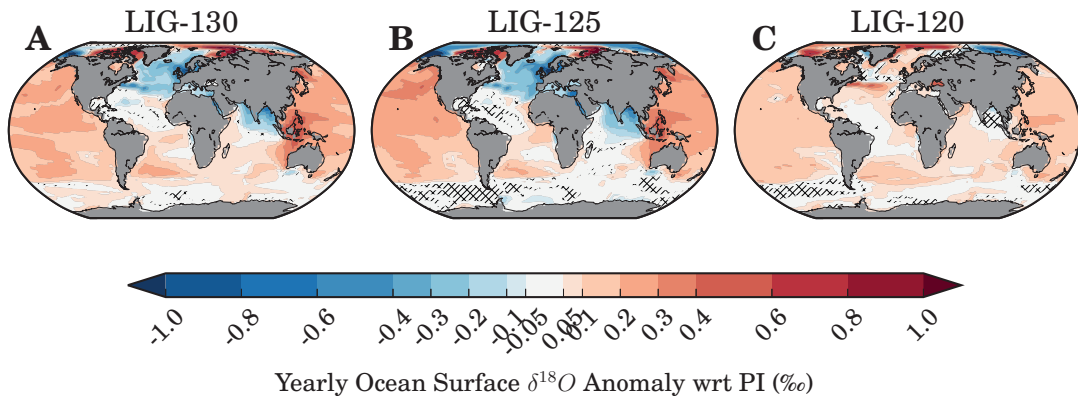 LIG-130 LIG-125 LIG-120
A B C
-1.0 -0.8 -0.6 -0.4 -0.3 -0.2 -0.1 -0.05 0.05 0.1 0.2 0.3 0.4 0.6 0.8 1.0
Yearly Ocean Surface δ¹⁸O Anomaly wrt PI (‰)